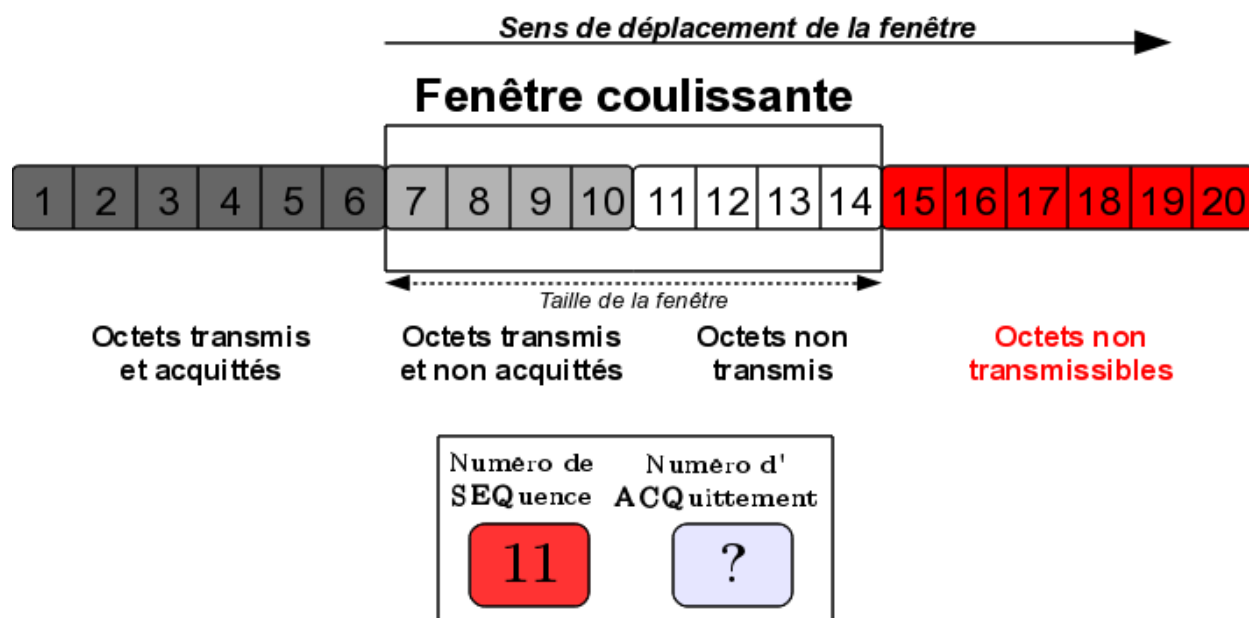 Sens de déplacement de la fenêtre
Fenêtre coulissante
1 2 3 4 5 6 7 8 9 10 11 12 13 14 15 16 17 18 19 20
Taille de la fenêtre
Octets transmis
et acquittés
Octets transmis
et non acquittés
Octets non
transmis
Octets non
transmissibles
Numéro de
SEQuence
11
Numéro d'
ACQuittement
?